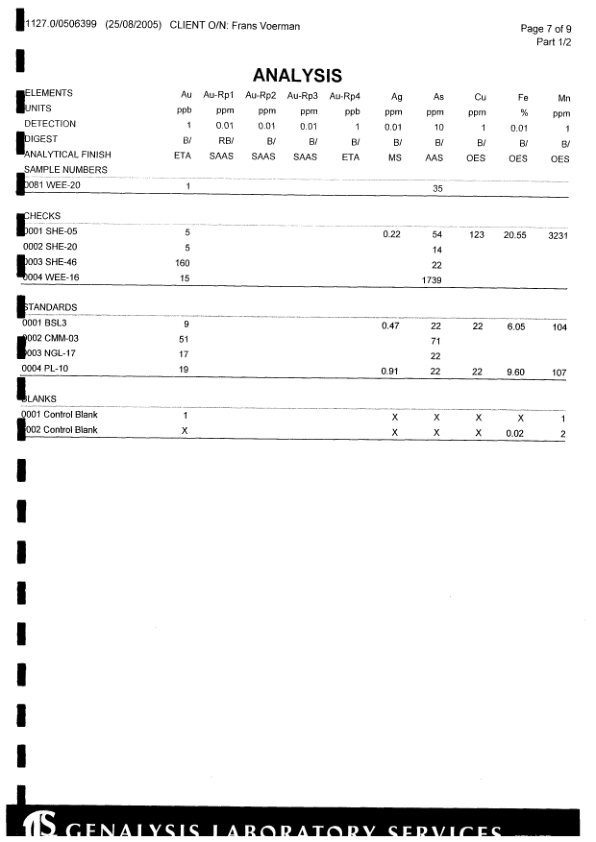 1127.0/0506399 (25/08/2005) CLIENT O/N: Frans Voerman
Page 7 of 9
Part 1/2
ANALYSIS
ELEMENTS Au Au-Rp1 Au-Rp2 Au-Rp3 Au-Rp4 Ag As Cu Fe Mn
UNITS ppb ppm ppm ppm ppb ppm ppm ppm % ppm
DETECTION 1 0.01 0.01 0.01 1 0.01 10 1 0.01 1
DIGEST B/ RB/ B/ B/ B/ B/ B/ B/ B/ B/
ANALYTICAL FINISH ETA SAAS SAAS SAAS ETA MS AAS OES OES OES
SAMPLE NUMBERS
0081 WEE-20 1 35
CHECKS
0001 SHE-05 5 0.22 54 123 20.55 3231
0002 SHE-20 5 14
0003 SHE-46 160 22
0004 WEE-16 15 1739
STANDARDS
0001 BSL3 9 0.47 22 22 6.05 104
0002 CMM-03 51 71
0003 NGL-17 17 22
0004 PL-10 19 0.91 22 22 9.60 107
BLANKS
0001 Control Blank 1 X X X X 1
0002 Control Blank X X X X 0.02 2
GENALYSIS LABORATORY SERVICES